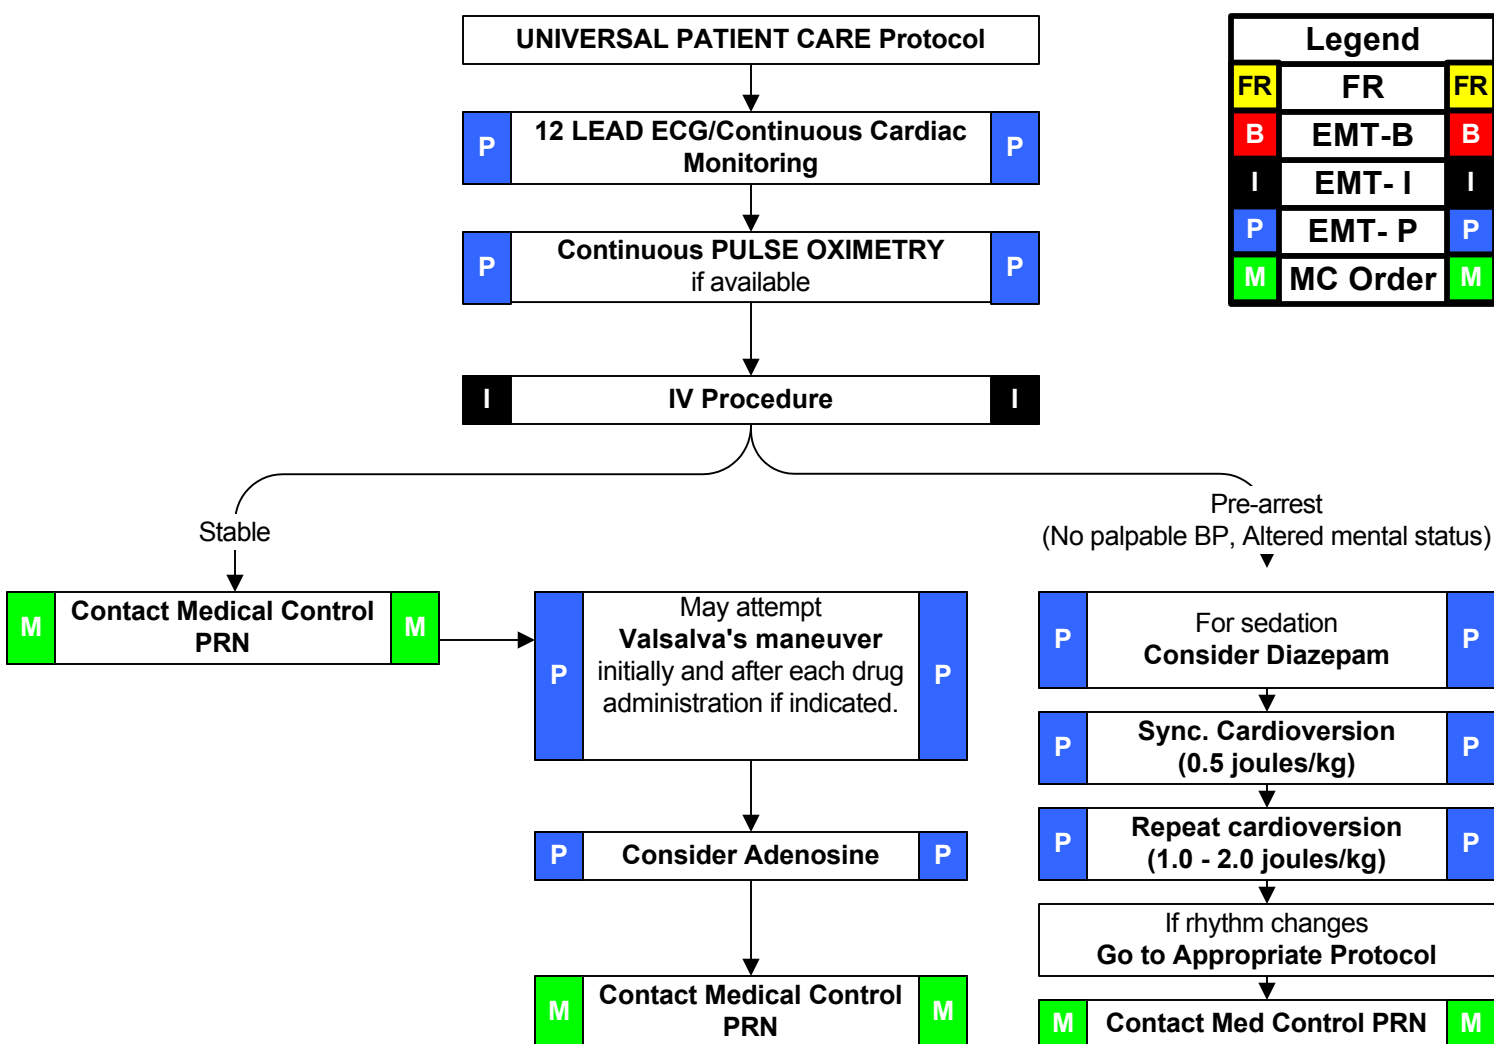 UNIVERSAL PATIENT CARE Protocol
Legend
FR FR FR
B EMT-B B
I EMT- I I
P EMT- P P
M MC Order M
P 12 LEAD ECG/Continuous Cardiac P
Monitoring
P Continuous PULSE OXIMETRY P
if available
I IV Procedure I
Stable
Pre-arrest
(No palpable BP, Altered mental status)
M Contact Medical Control M
PRN
May attempt
Valsalva's maneuver
P initially and after each drug P
administration if indicated.
P Consider Adenosine P
M Contact Medical Control M
PRN
For sedation
P Consider Diazepam P
P Sync. Cardioversion P
(0.5 joules/kg)
P Repeat cardioversion P
(1.0 - 2.0 joules/kg)
If rhythm changes
Go to Appropriate Protocol
M Contact Med Control PRN M